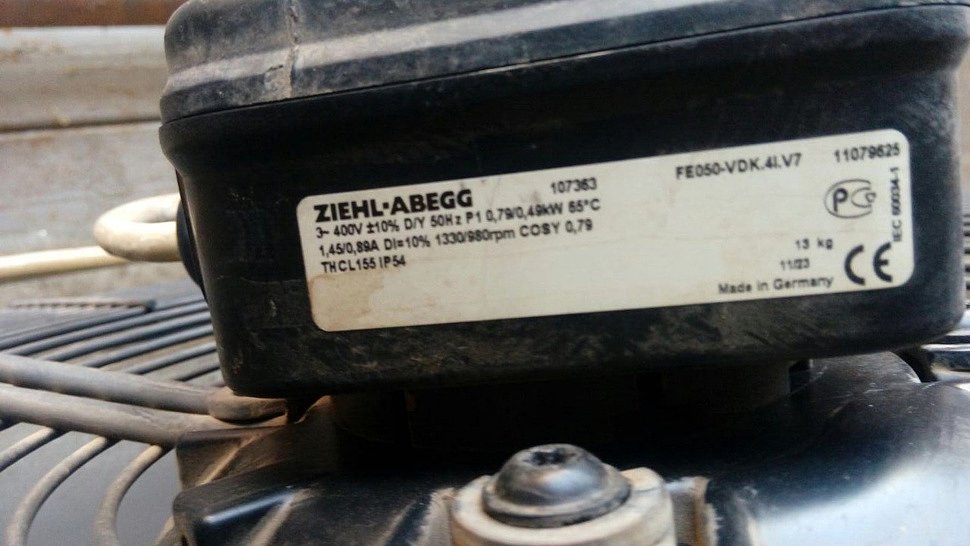 ZIEHL-ABEGG 107363 FE050-VDK.4I.V7 11079625
3~ 400V ±10% D/Y 50Hz P1 0,79/0,49kW 65°C
1,45/0,89A DI=10% 1330/980rpm COSY 0,79
THCL155 IP54
13 kg
11/23
Made in Germany
CE
IEC 60034-1